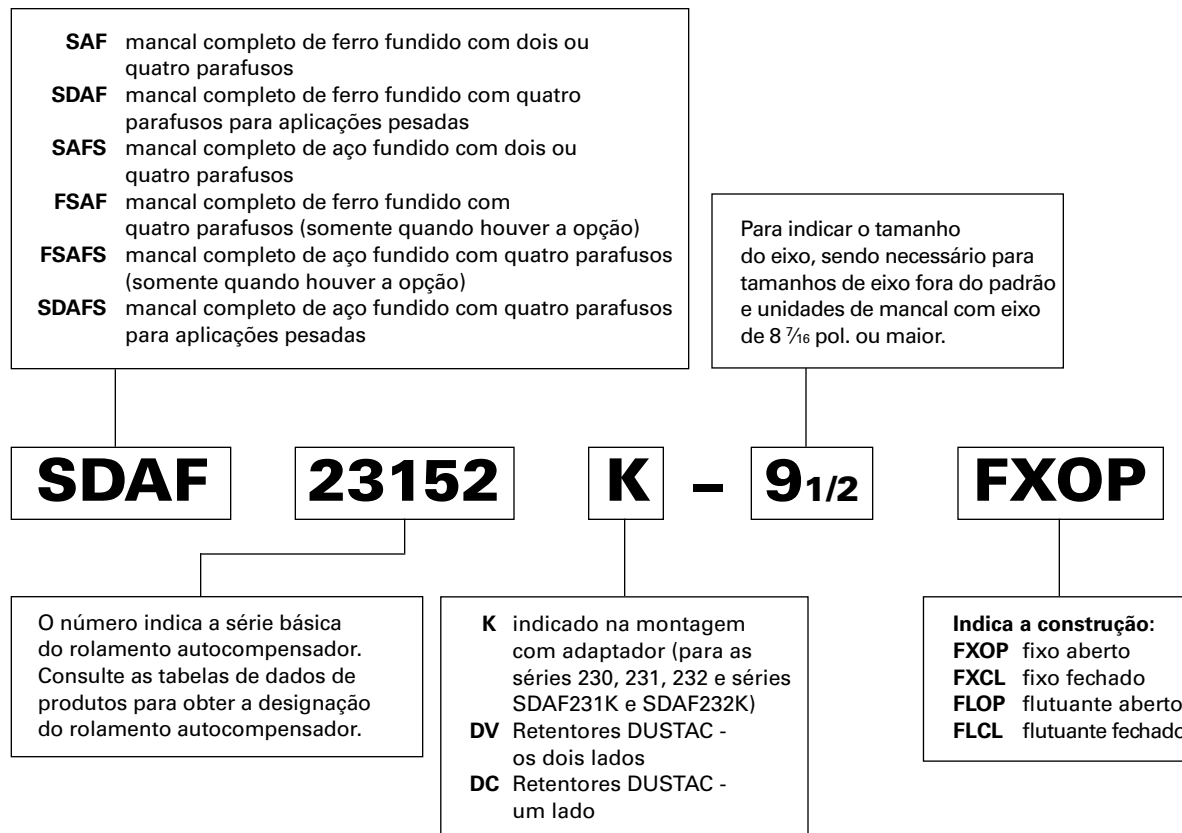 SAF mancal completo de ferro fundido com dois ou
quatro parafusos
SDAF mancal completo de ferro fundido com quatro
parafusos para aplicações pesadas
SAFS mancal completo de aço fundido com dois ou
quatro parafusos
FSAF mancal completo de ferro fundido com
quatro parafusos (somente quando houver a opção)
FSAFS mancal completo de aço fundido com quatro parafusos
(somente quando houver a opção)
SDAFS mancal completo de aço fundido com quatro parafusos
para aplicações pesadas
Para indicar o tamanho
do eixo, sendo necessário para
tamanhos de eixo fora do padrão
e unidades de mancal com eixo
de 8 7/16 pol. ou maior.
SDAF 23152 K – 9 1/2 FXOP
O número indica a série básica
do rolamento autocompensador.
Consulte as tabelas de dados de
produtos para obter a designação
do rolamento autocompensador.
K indicado na montagem
com adaptador (para as
séries 230, 231, 232 e séries
SDAF231K e SDAF232K)
DV Retentores DUSTAC -
os dois lados
DC Retentores DUSTAC -
um lado
Indica a construção:
FXOP fixo aberto
FXCL fixo fechado
FLOP flutuante aberto
FLCL flutuante fechado